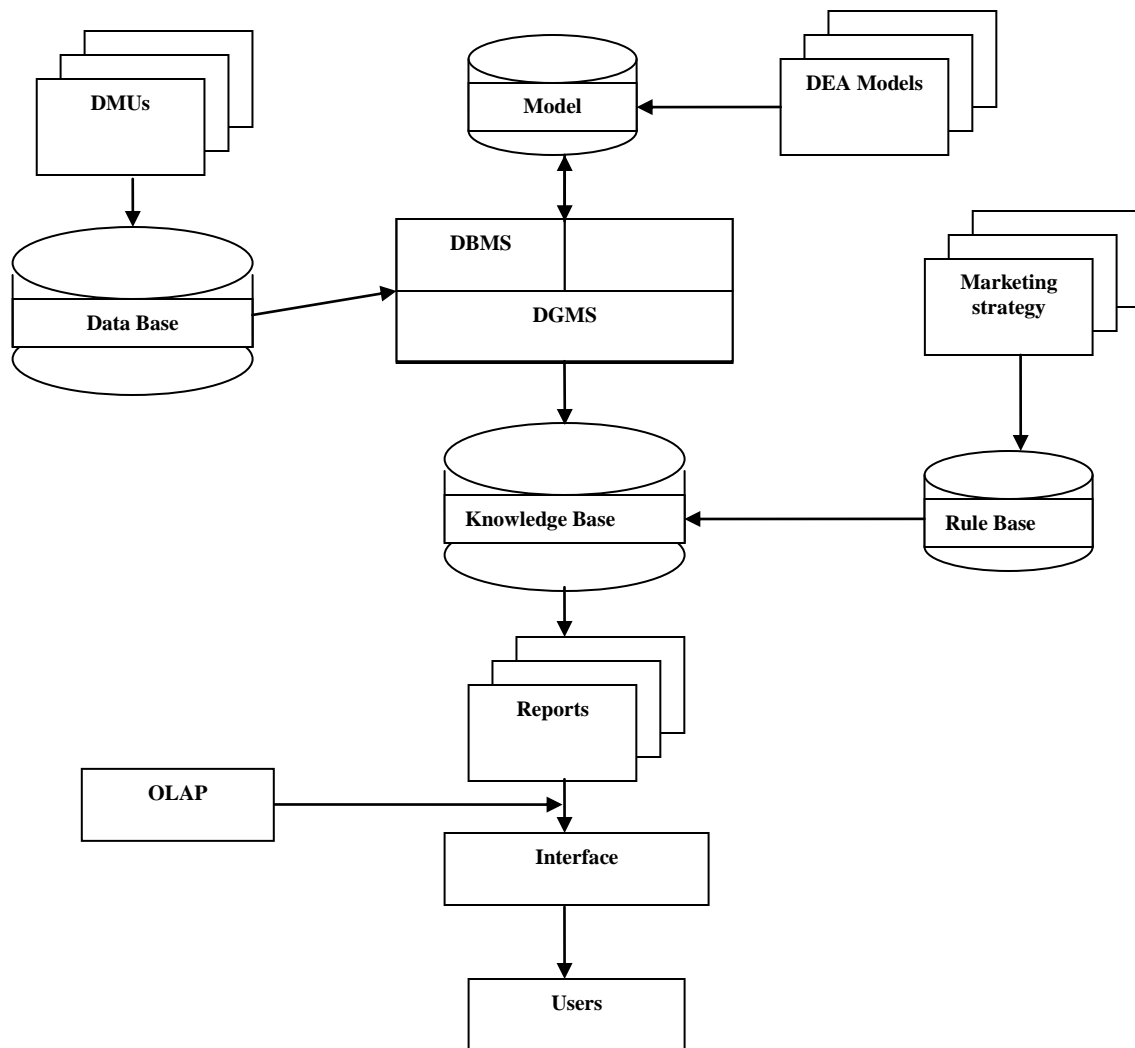 DMUs
Model
DEA Models
DBMS
DGMS
Data Base
Marketing
strategy
Knowledge Base
Rule Base
Reports
OLAP
Interface
Users